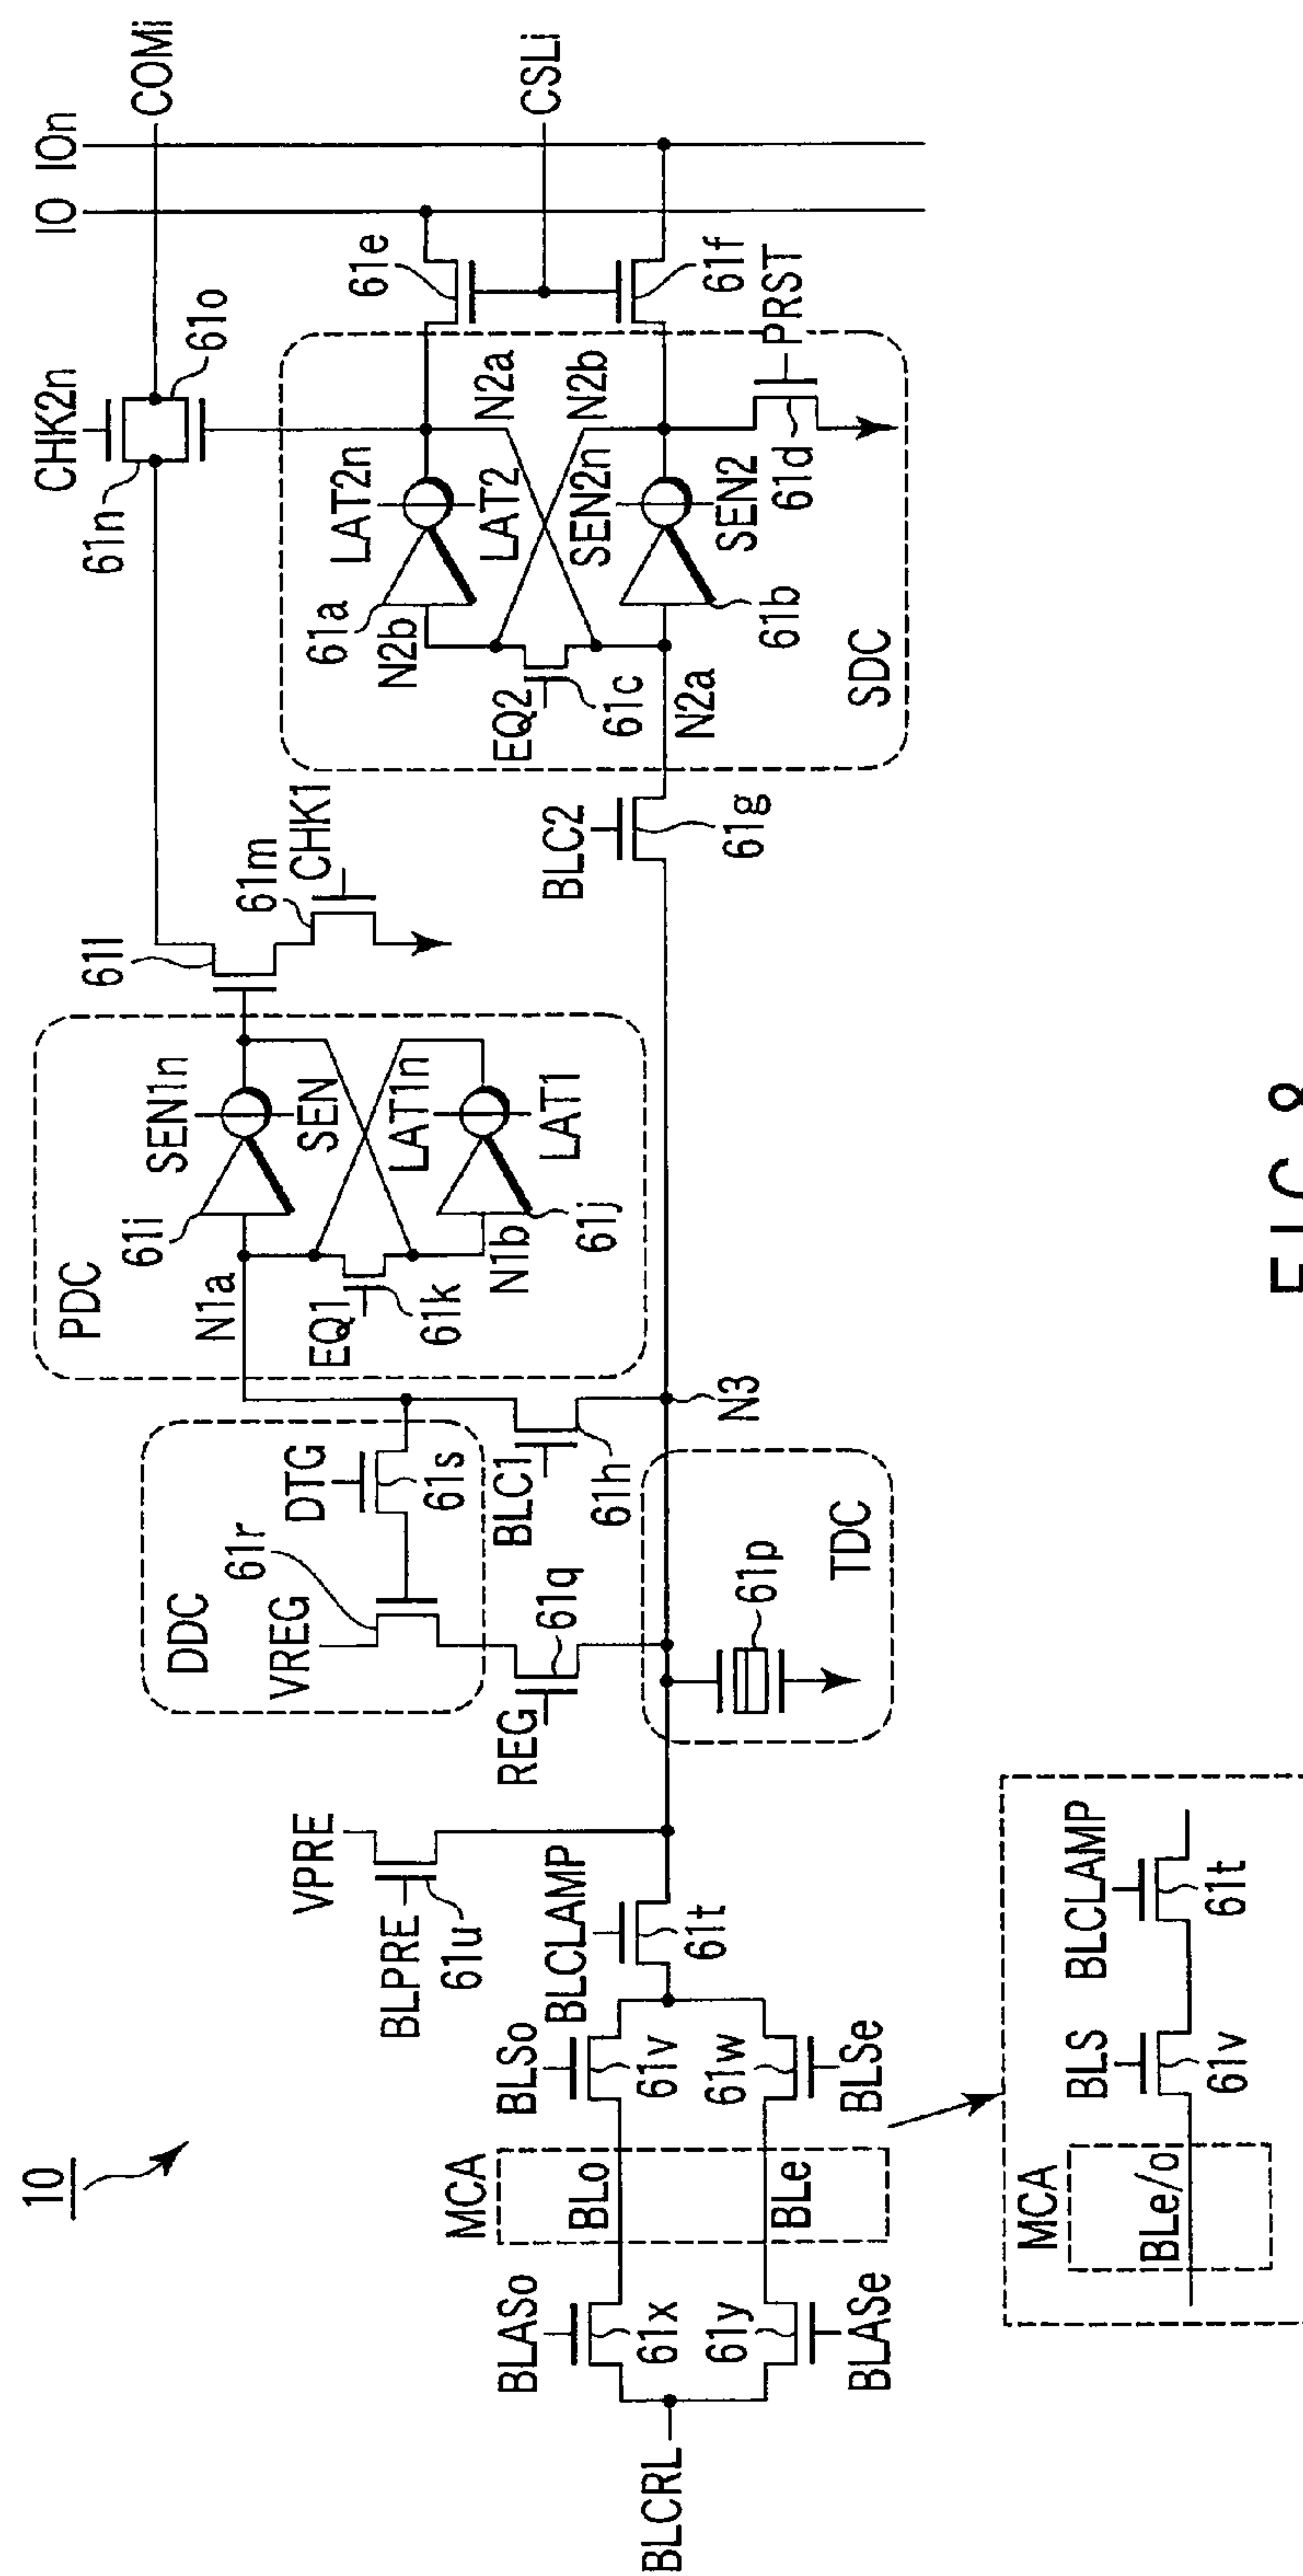 10
BLCRL
BLASo
61x
61y
BLASe
MCA
BLo
BLe
BLSo
61v
61w
BLSe
BLCLAMP
61t
VPRE
BLPRE
61u
DDC
VREG
61r
DTG
61s
REG
61q
BLC1
61h
61p
TDC
N3
PDC
N1a
61i
SEN1n
SEN
EQ1
61k
N1b
LAT1n
LAT1
61j
61l
61m
CHK1
BLC2
61g
CHK2n
61n
61o
COMi
IO
IOn
CSLi
61a
N2b
LAT2n
LAT2
N2a
EQ2
61c
N2a
N2b
SEN2n
SEN2
61b
61d
PRST
SDC
61e
61f
MCA
BLe/o
BLS
61v
BLCLAMP
61t